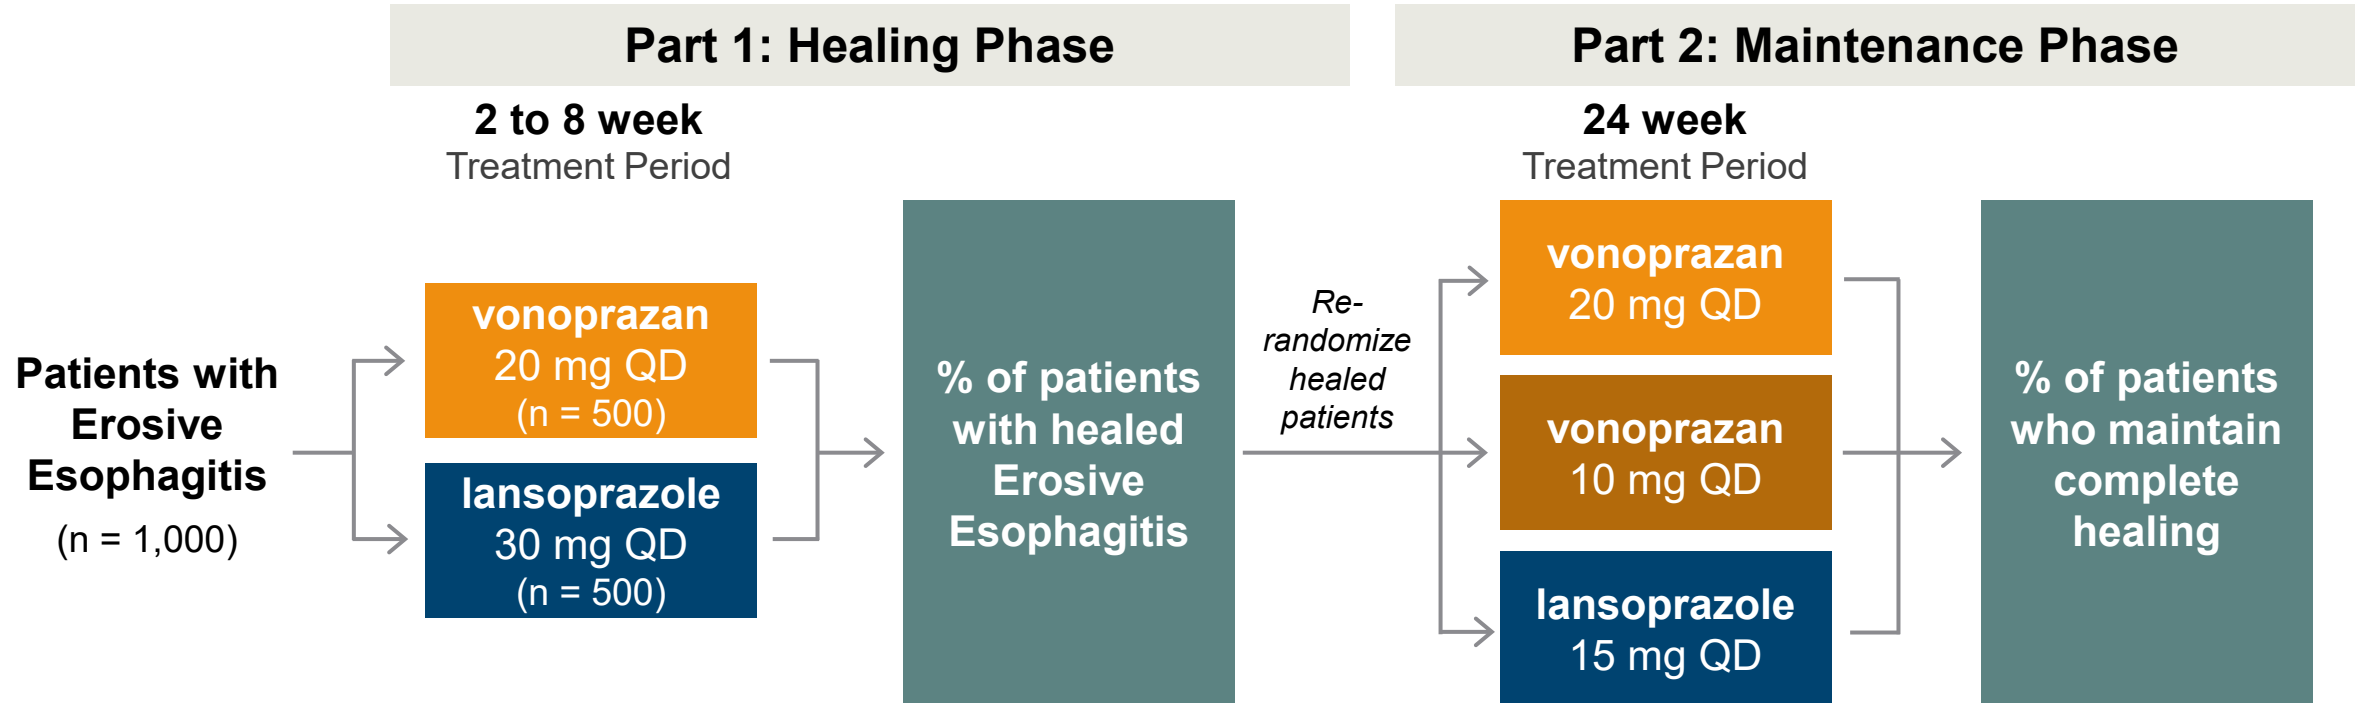 Part 1: Healing Phase
Part 2: Maintenance Phase
2 to 8 week
Treatment Period
24 week
Treatment Period
Patients with
Erosive
Esophagitis
(n = 1,000)
vonoprazan
20 mg QD
(n = 500)
lansoprazole
30 mg QD
(n = 500)
% of patients
with healed
Erosive
Esophagitis
Re-
randomize
healed
patients
vonoprazan
20 mg QD
vonoprazan
10 mg QD
lansoprazole
15 mg QD
% of patients
who maintain
complete
healing